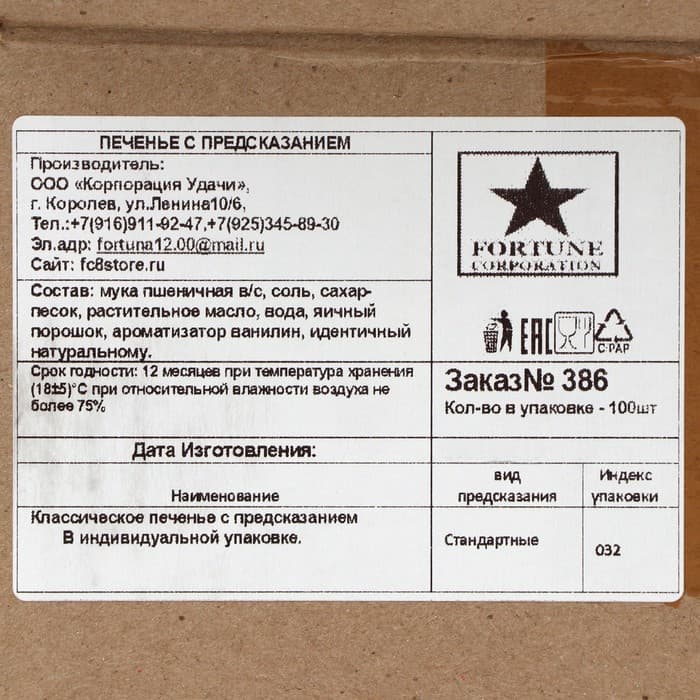 ПЕЧЕНЬЕ С ПРЕДСКАЗАНИЕМ
Производитель:
ООО «Корпорация Удачи»,
г. Королев, ул.Ленина10/6,
Тел.:+7(916)911-92-47,+7(925)345-89-30
Эл.адр: fortuna12.00@mail.ru
Сайт: fc8store.ru
Состав: мука пшеничная в/с, соль, сахар-
песок, растительное масло, вода, яичный
порошок, ароматизатор ванилин, идентичный
натуральному.
Срок годности: 12 месяцев при температура хранения
(18±5)°С при относительной влажности воздуха не
более 75%
FORTUNE
CORPORATION
EAC
C-PAP
Заказ№ 386
Кол-во в упаковке - 100шт
Дата Изготовления:
Наименование
вид
предсказания
Индекс
упаковки
Классическое печенье с предсказанием
В индивидуальной упаковке.
Стандартные
032